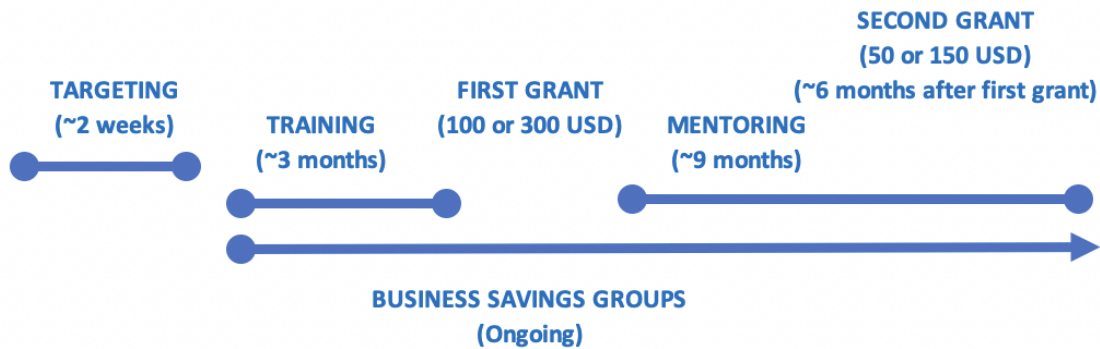 TARGETING
(~2 weeks)
TRAINING
(~3 months)
FIRST GRANT
(100 or 300 USD)
MENTORING
(~9 months)
SECOND GRANT
(50 or 150 USD)
(~6 months after first grant)
BUSINESS SAVINGS GROUPS
(Ongoing)